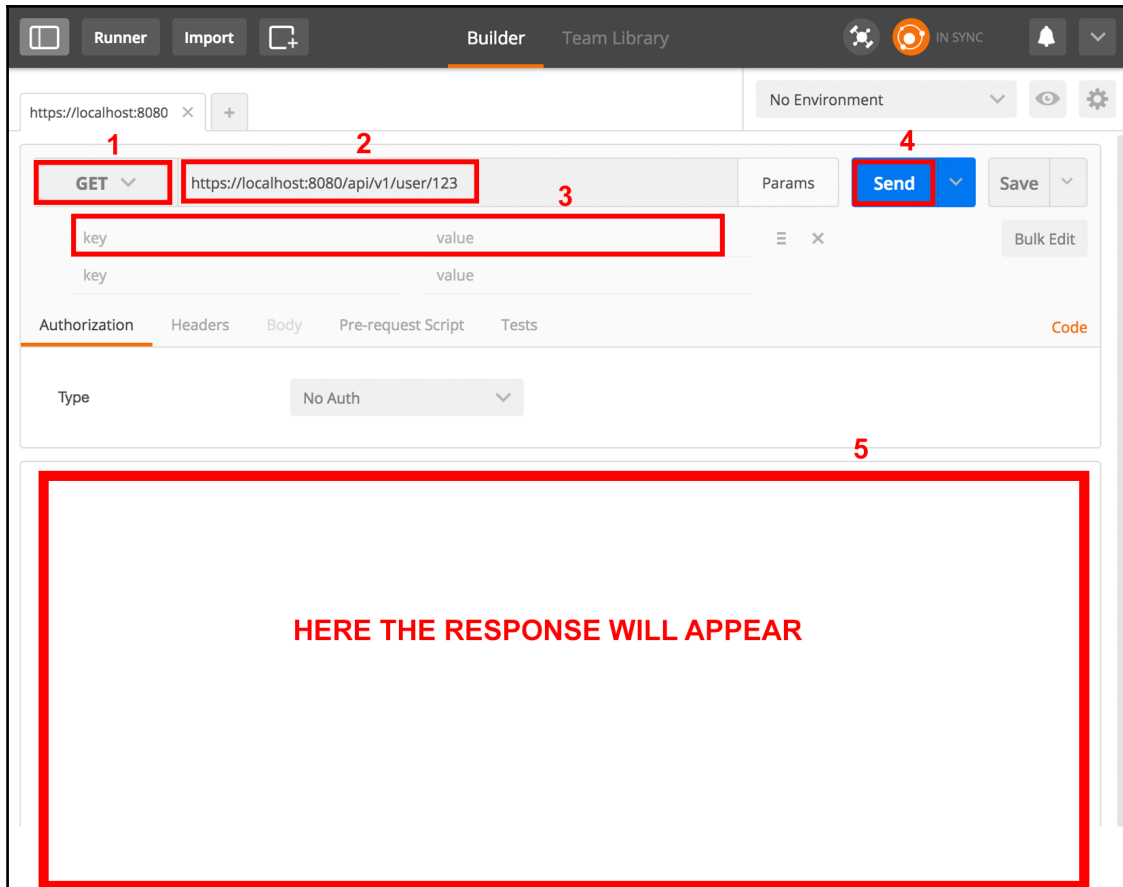 Runner Import Builder Team Library IN SYNC
https://localhost:8080 No Environment
1 2 4
GET https://localhost:8080/api/v1/user/123 Params Send Save
3
key value Bulk Edit
key value
Authorization Headers Body Pre-request Script Tests Code
Type No Auth
5
HERE THE RESPONSE WILL APPEAR